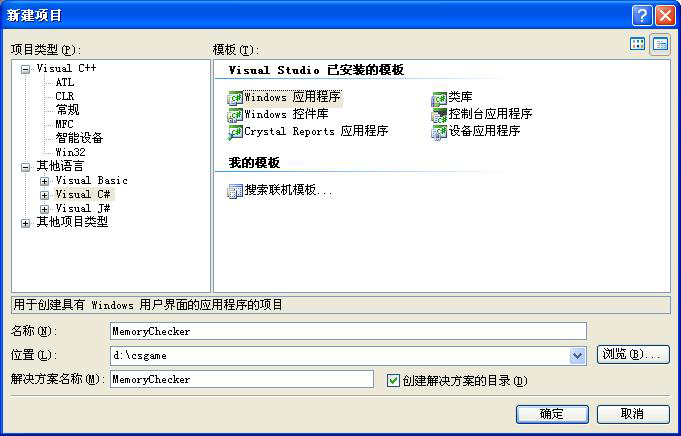 新建项目
项目类型(P):
Visual C++
ATL
CLR
常规
MFC
智能设备
Win32
其他语言
Visual Basic
Visual C#
Visual J#
其他项目类型
模板(T):
Visual Studio 已安装的模板
Windows 应用程序
类库
Windows 控件库
控制台应用程序
Crystal Reports 应用程序
设备应用程序
我的模板
搜索联机模板...
用于创建具有 Windows 用户界面的应用程序的项目
名称(N): MemoryChecker
位置(L): d:\csgame 浏览(B)...
解决方案名称(M): MemoryChecker 创建解决方案的目录(D)
确定 取消